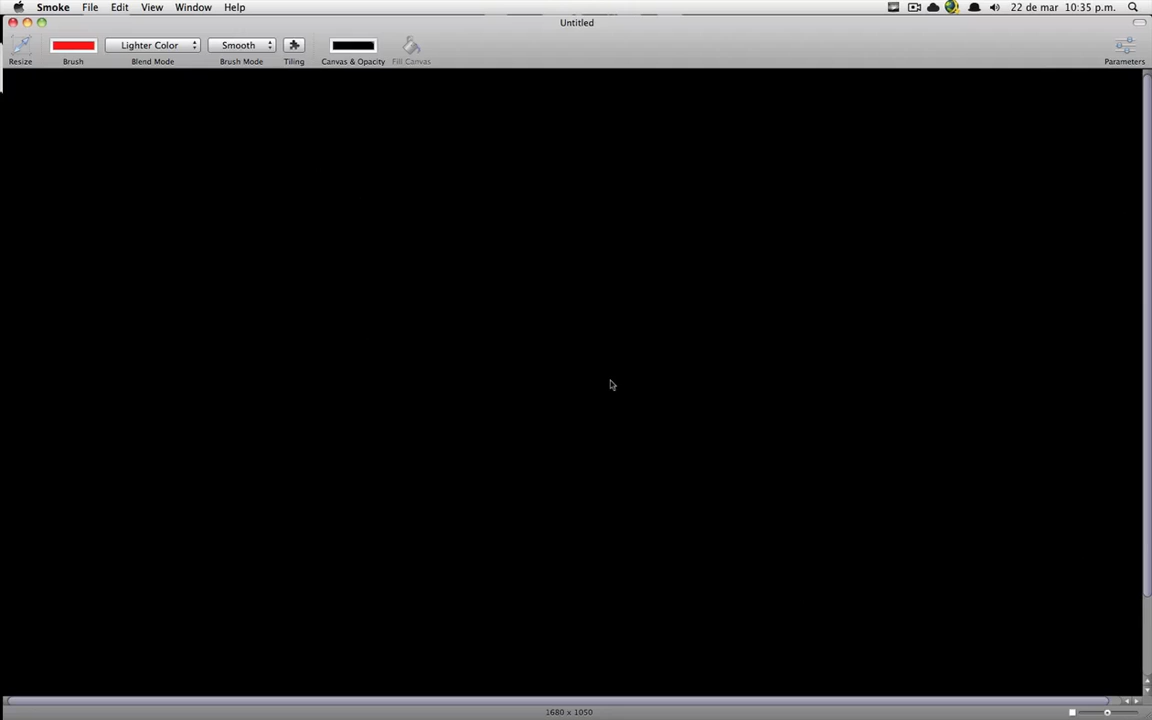 Smoke File Edit View Window Help 22 de mar 10:35 p.m.
Untitled
Lighter Color Smooth
Resize Brush Blend Mode Brush Mode Tiling Canvas & Opacity Fill Canvas Parameters
1680 x 1050